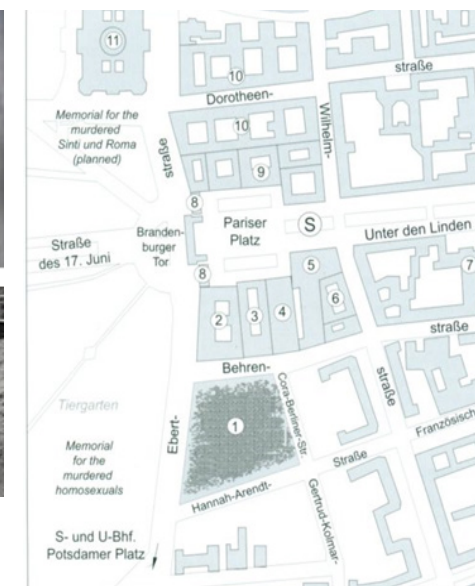 11
10
straße
Dorotheen-
Memorial for the
murdered
Sinti und Roma
(planned)
10
Wilhelm-
straße
9
8
Pariser
Platz
S
Unter den Linden
Branden-
burger
Tor
Straße
des 17. Juni
8
5
7
2
3
4
6
straße
Behren-
straße
Cora-Berliner-Str
Tiergarten
Ebert-
1
Französisch
Memorial
for the
murdered
homosexuals
Straße
Hannah-Arendt-
Gertrud-Kolmar-
S- und U-Bhf.
Potsdamer Platz